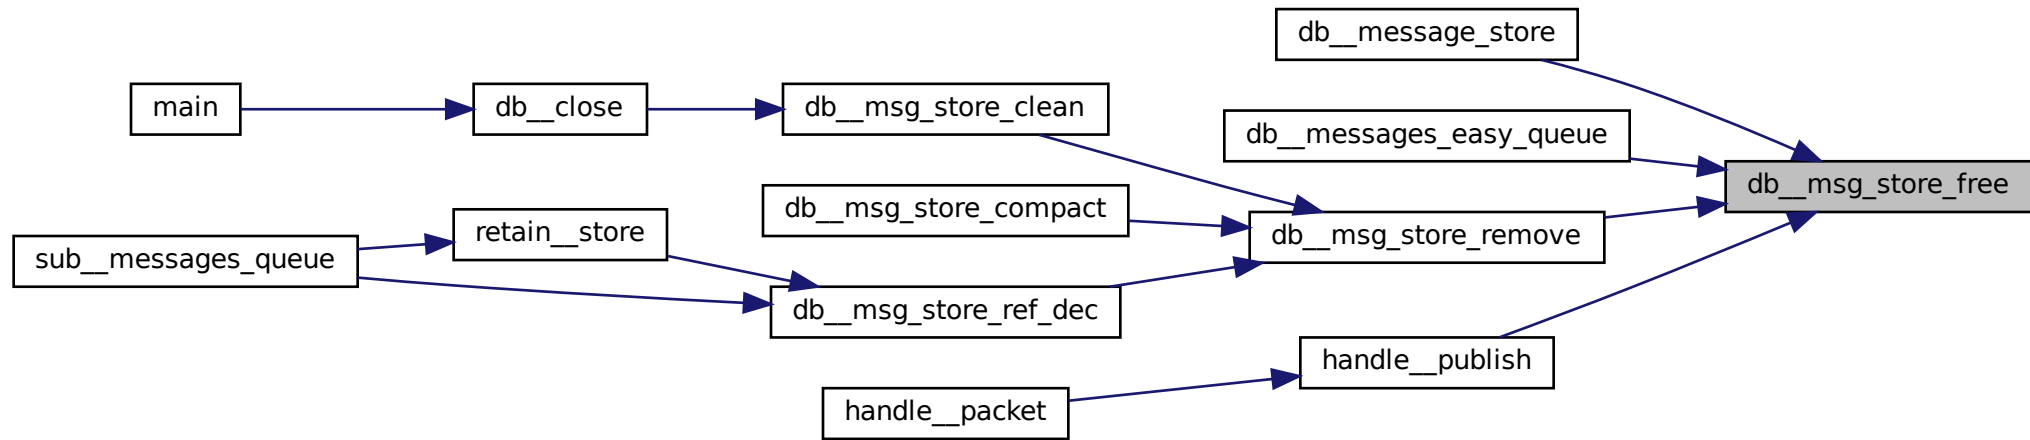 db__message_store
main
db__close
db__msg_store_clean
db__messages_easy_queue
db__msg_store_free
db__msg_store_compact
retain__store
db__msg_store_remove
sub__messages_queue
db__msg_store_ref_dec
handle__publish
handle__packet